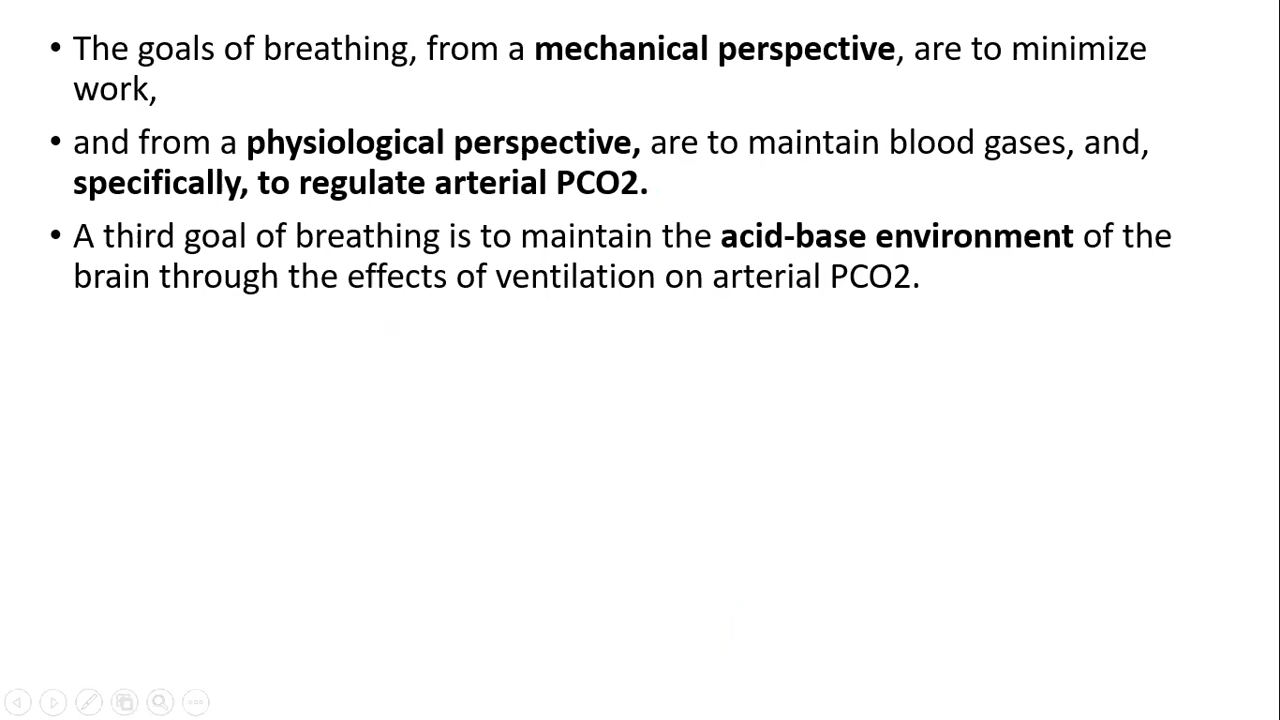 • The goals of breathing, from a mechanical perspective, are to minimize
work,
• and from a physiological perspective, are to maintain blood gases, and,
specifically, to regulate arterial PCO2.
• A third goal of breathing is to maintain the acid-base environment of the
brain through the effects of ventilation on arterial PCO2.